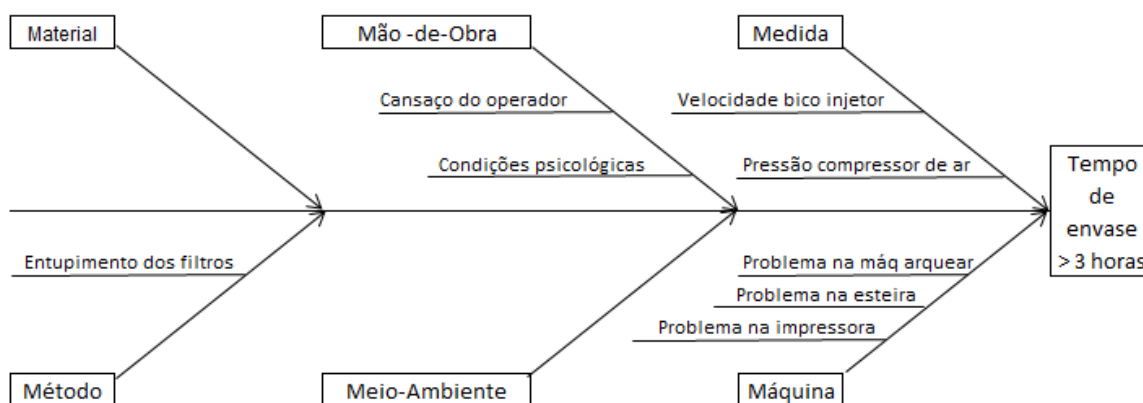 Material
Mão -de-Obra
Medida
Cansaço do operador
Velocidade bico injetor
Condições psicológicas
Pressão compressor de ar
Tempo
de
envase
> 3 horas
Entupimento dos filtros
Problema na máq arquear
Problema na esteira
Problema na impressora
Método
Meio-Ambiente
Máquina